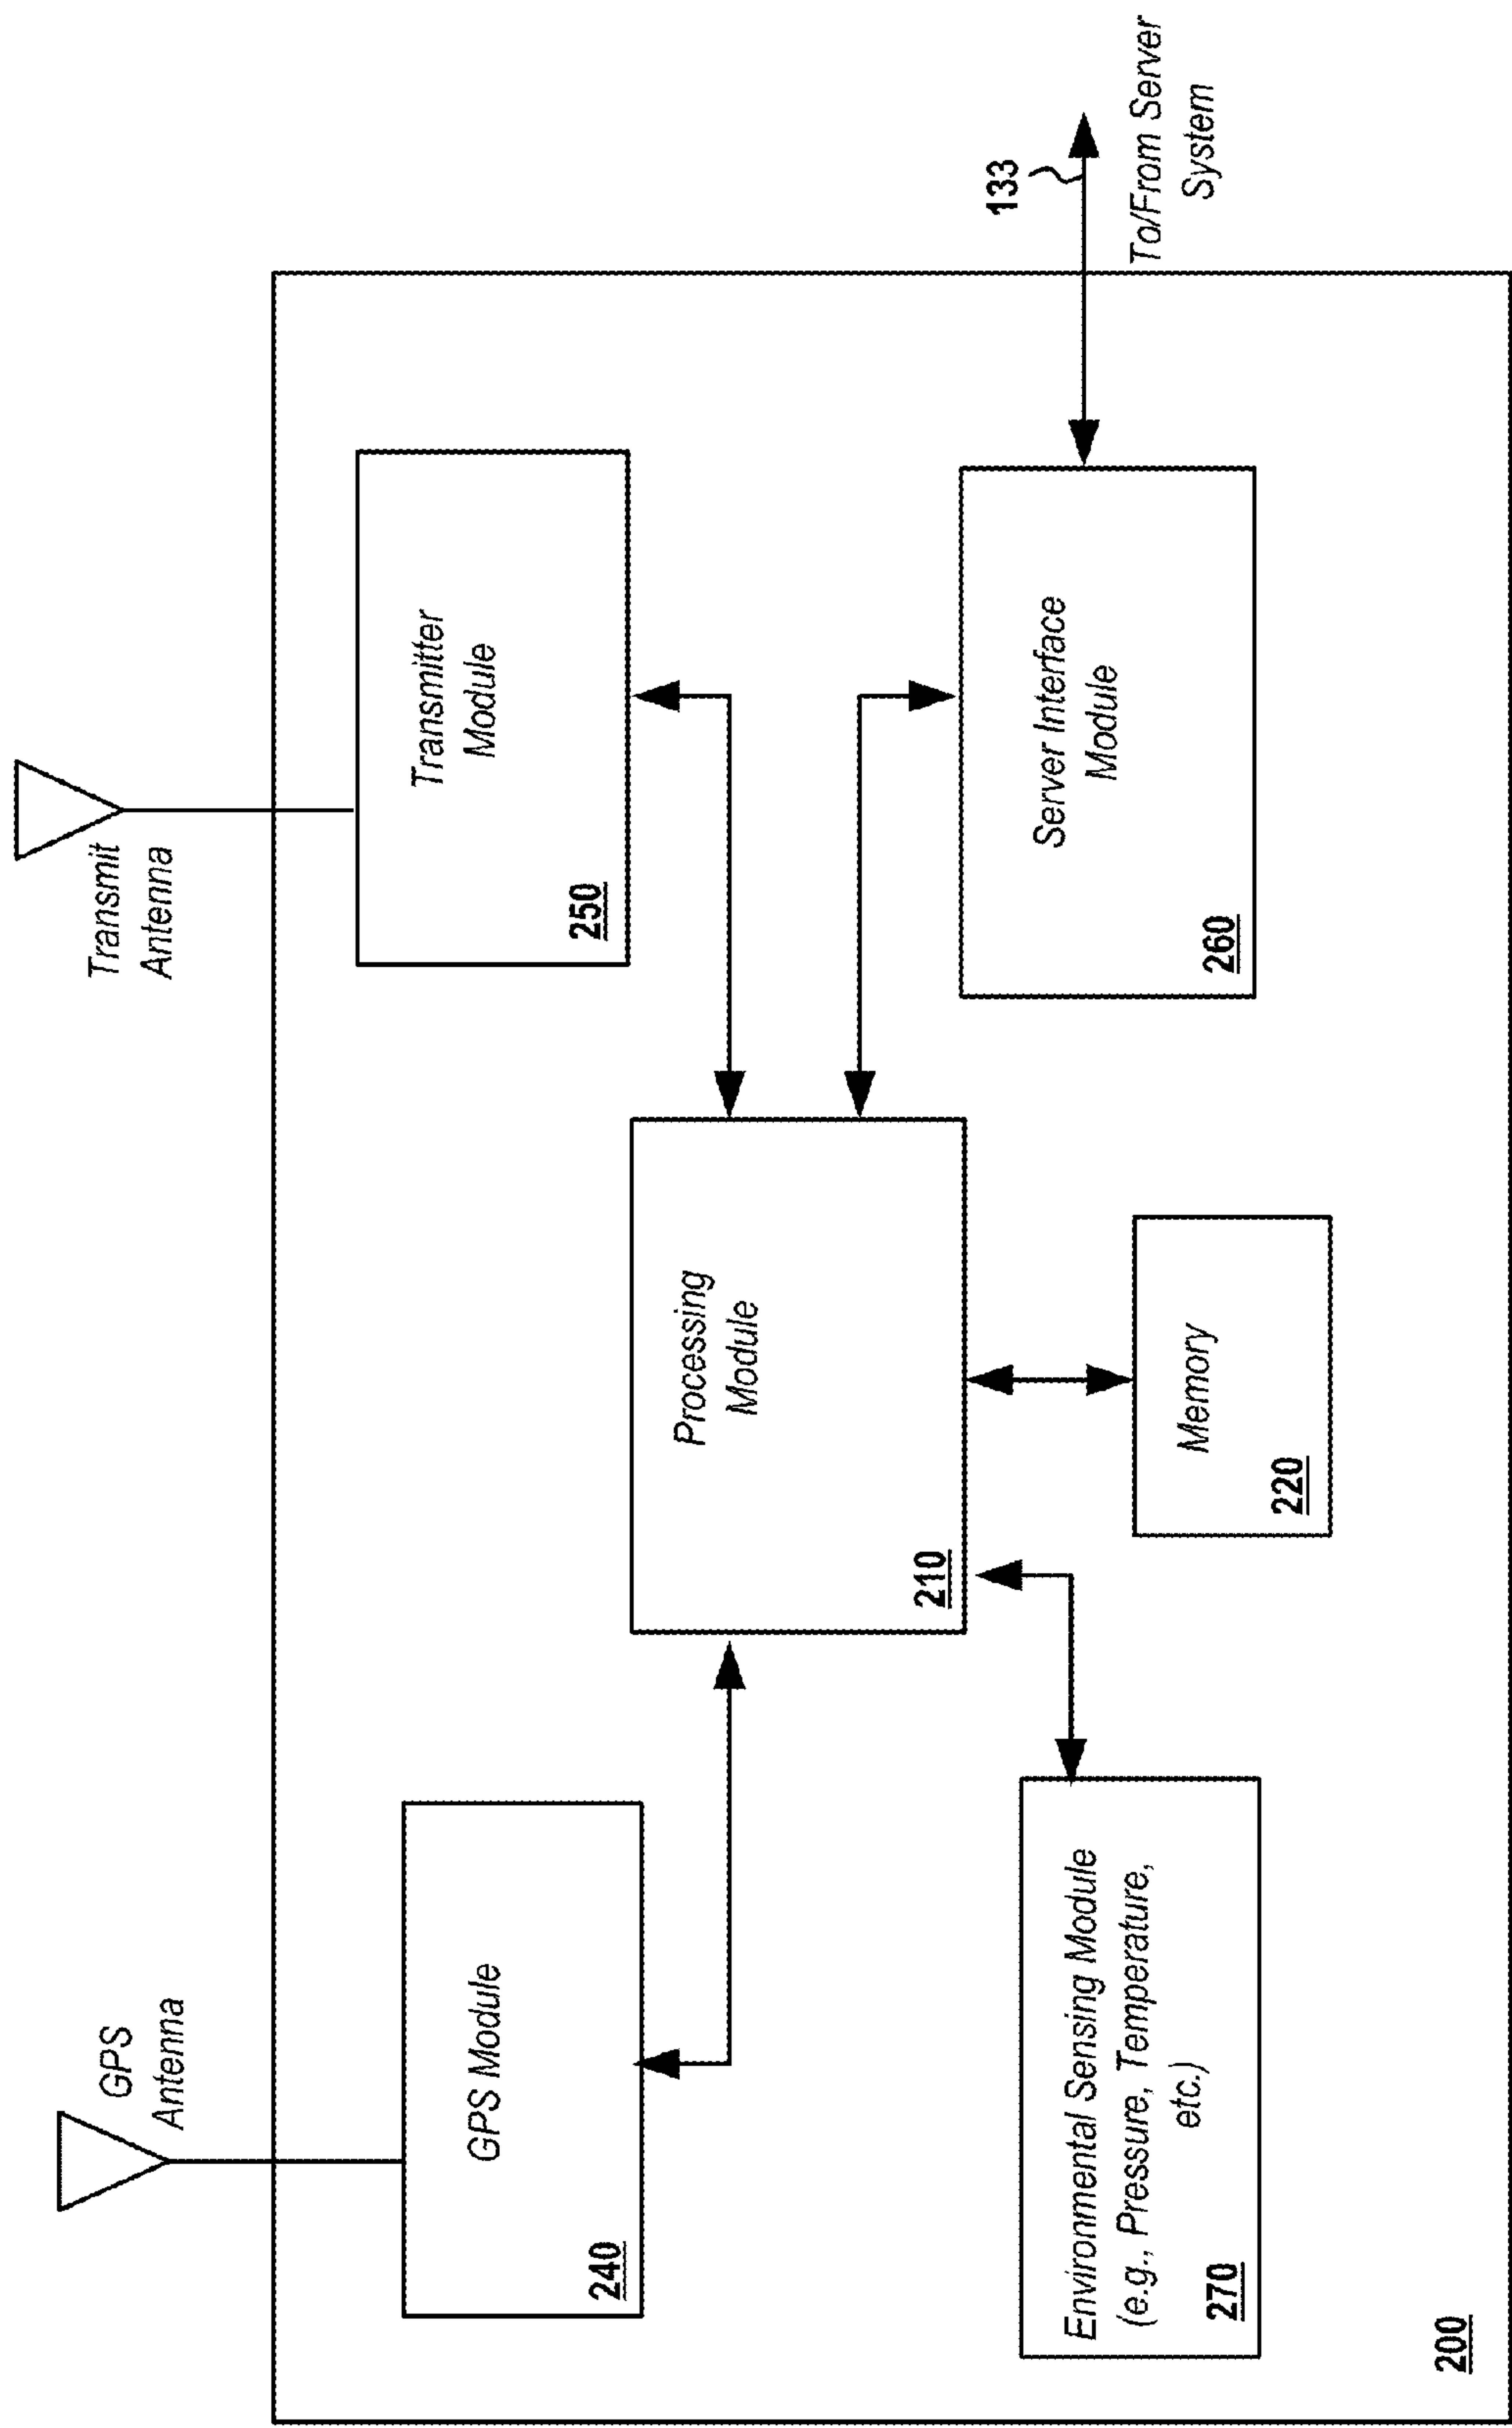 GPS
Antenna
Transmit
Antenna
GPS Module
240
Transmitter
Module
250
Processing
Module
210
133
To/From Server
System
Environmental Sensing Module
(e.g., Pressure, Temperature,
etc.)
270
Memory
220
Server Interface
Module
260
200